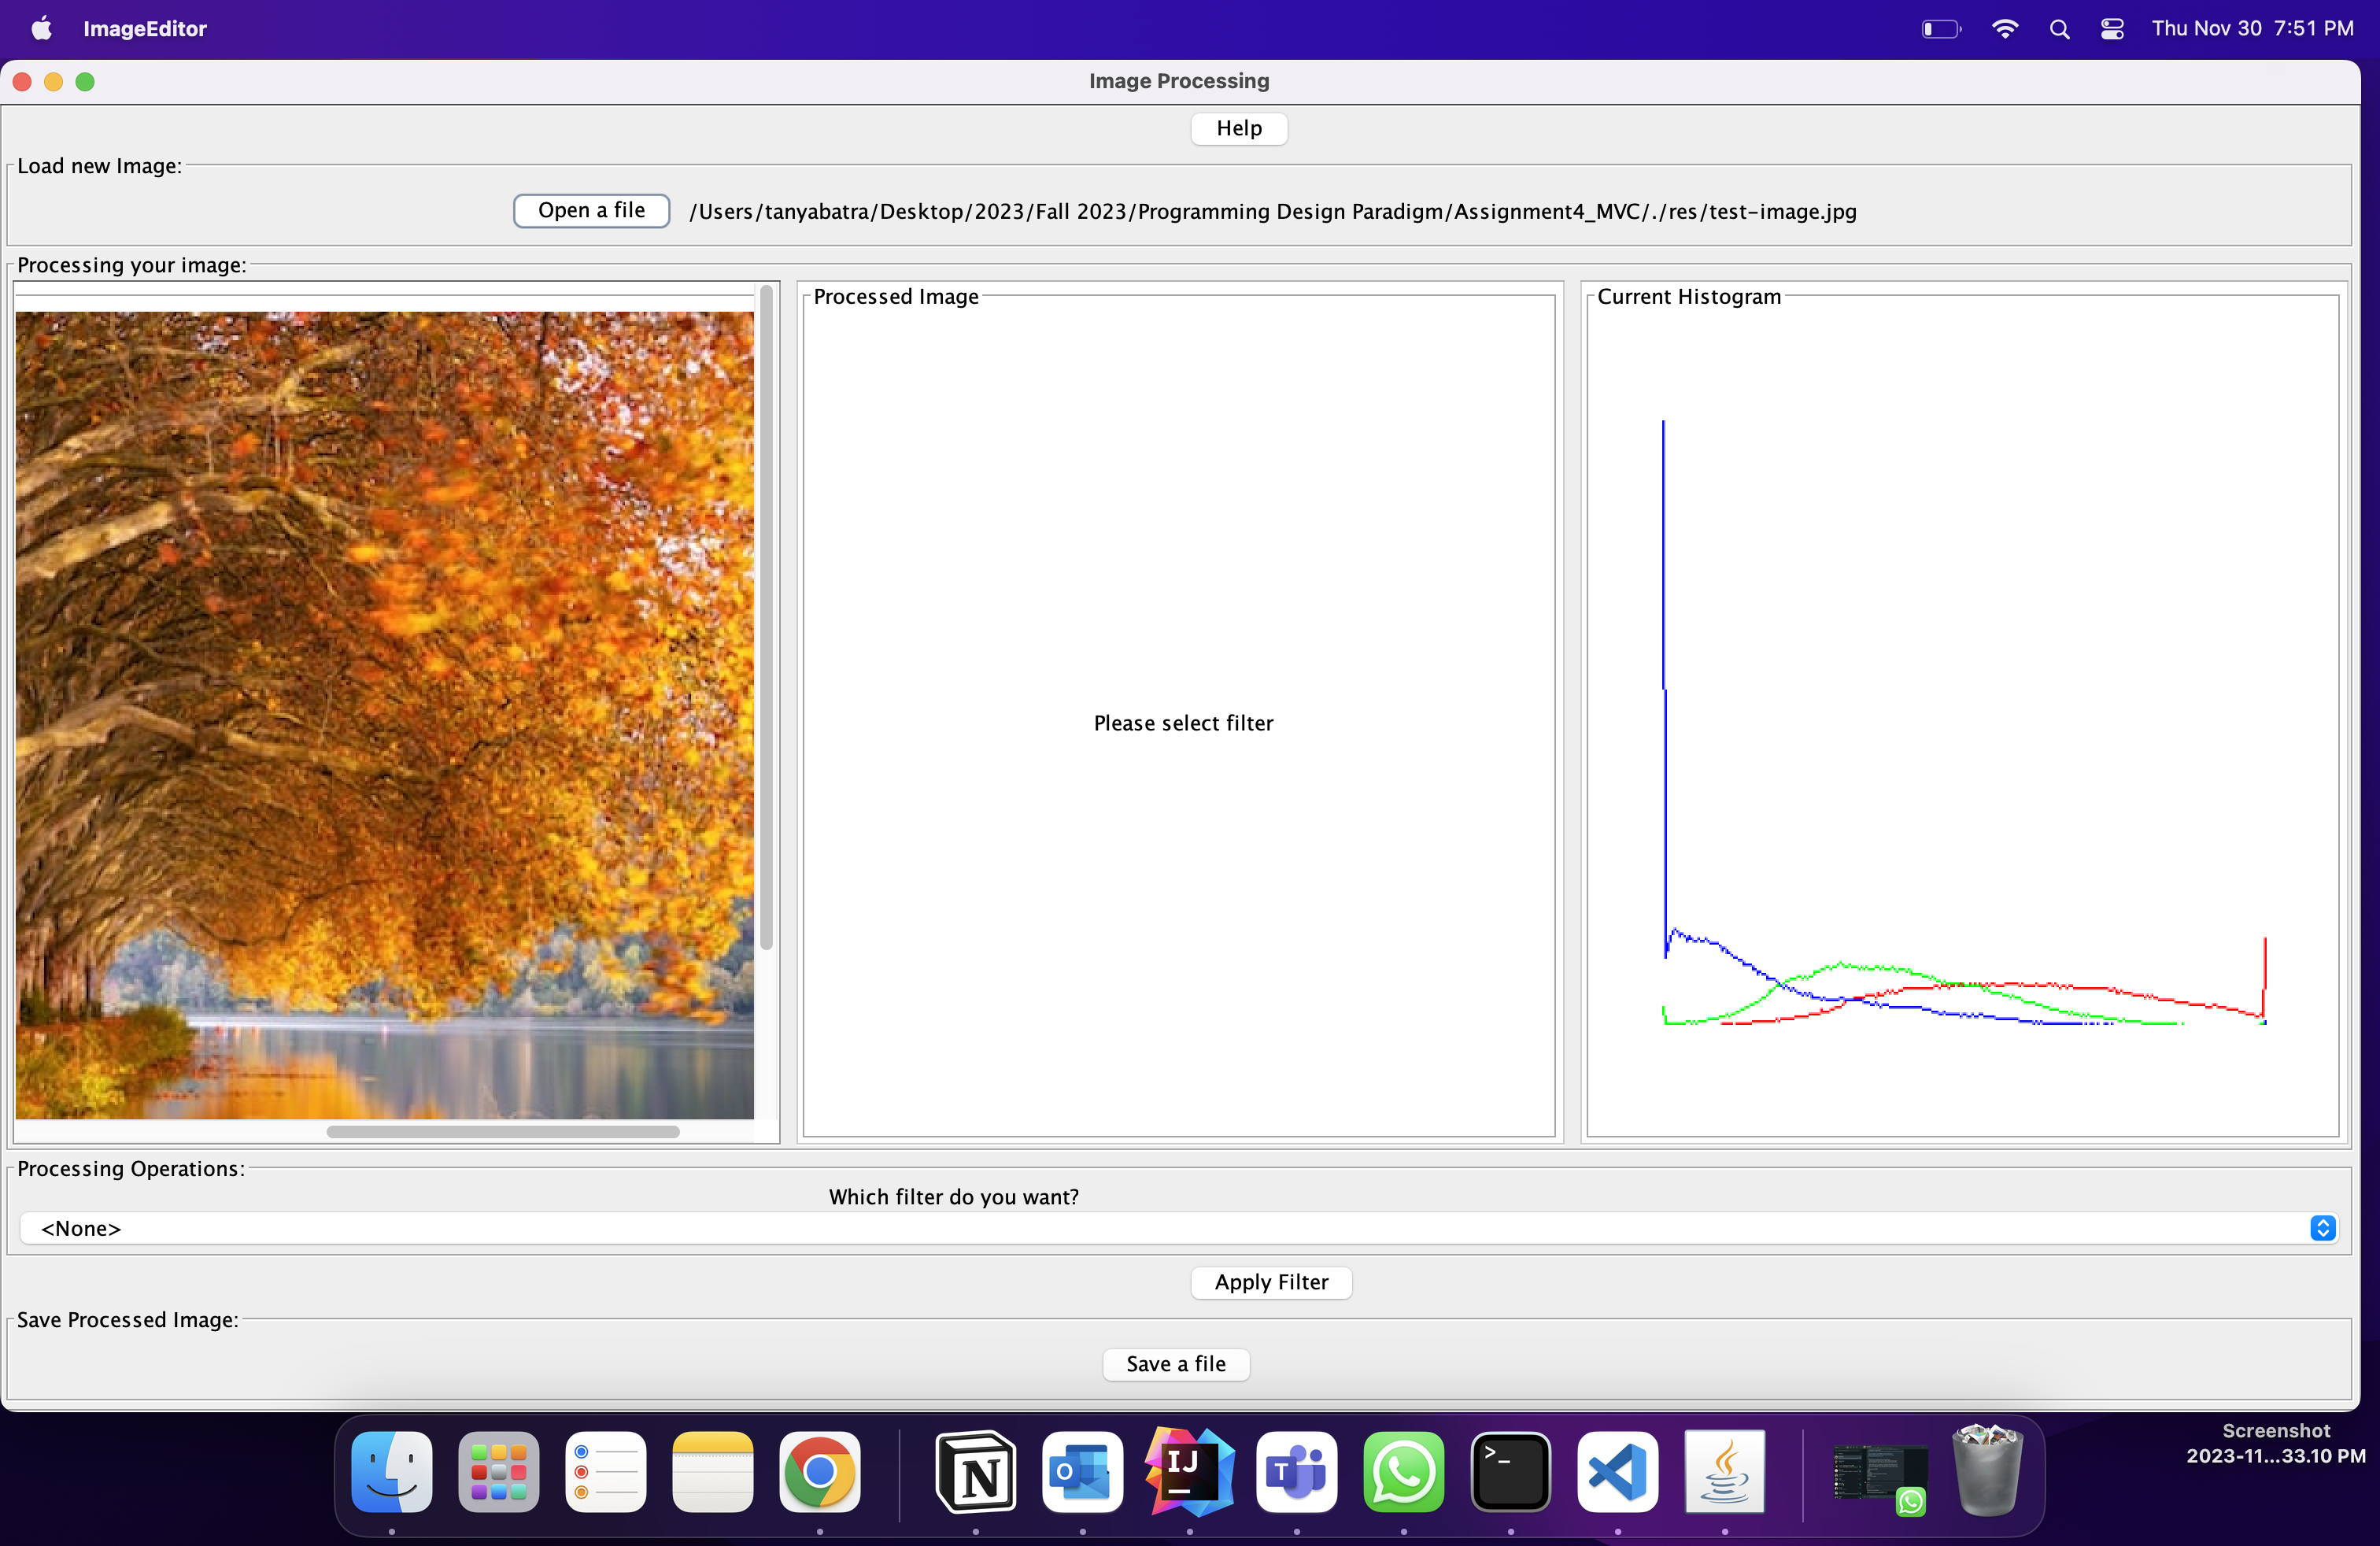 ImageEditor
Thu Nov 30 7:51 PM
Image Processing
Help
Load new Image:
Open a file
/Users/tanyabatra/Desktop/2023/Fall 2023/Programming Design Paradigm/Assignment4_MVC/./res/test-image.jpg
Processing your image:
Processed Image
Current Histogram
Please select filter
Processing Operations:
Which filter do you want?
<None>
Apply Filter
Save Processed Image:
Save a file
Screenshot
2023-11...33.10 PM
N
O
IJ
T
>_